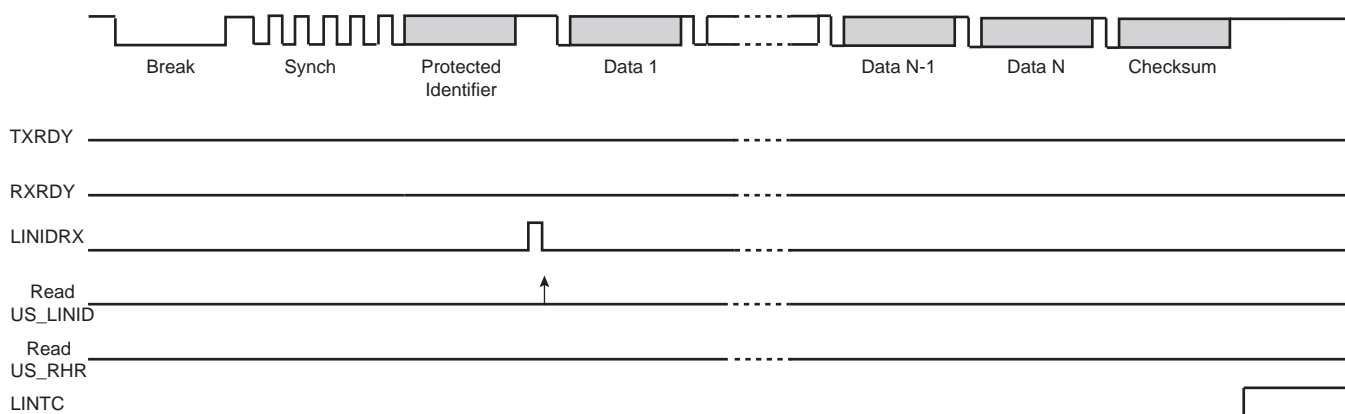 Break Synch Protected Data 1 Data N-1 Data N Checksum
Identifier
TXRDY
RXRDY
LINIDRX
Read
US_LINID
Read
US_RHR
LINTC